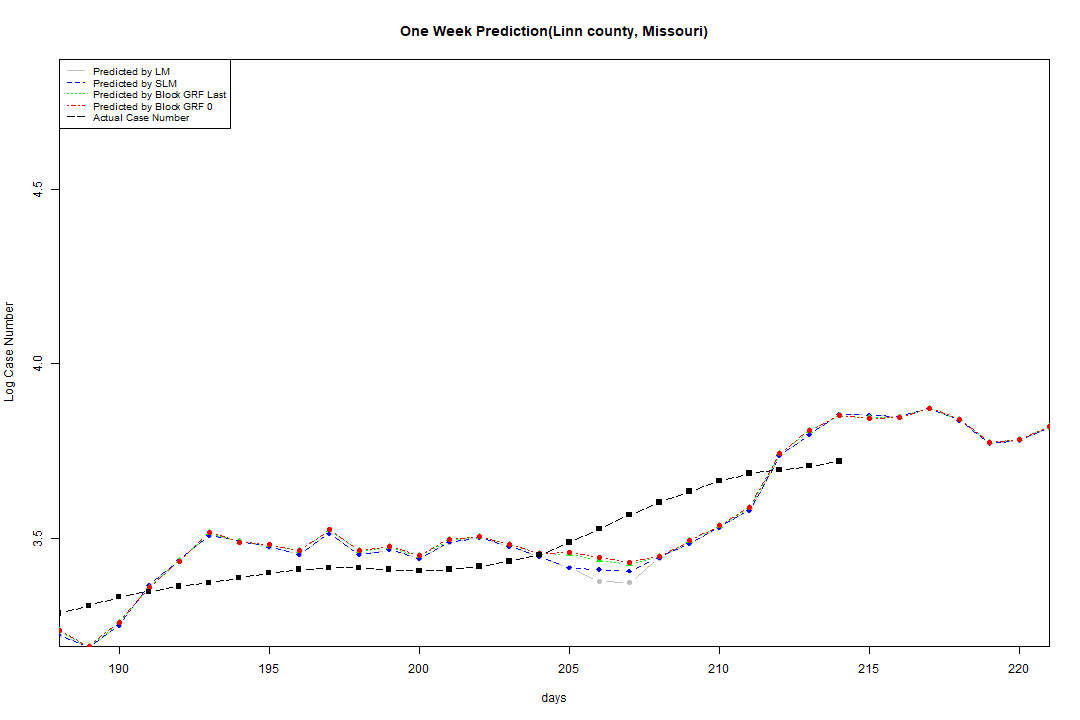 One Week Prediction(Linn county, Missouri)
Predicted by LM
Predicted by SLM
Predicted by Block GRF Last
Predicted by Block GRF 0
Actual Case Number
4.5
4.0
3.5
Log Case Number
190 195 200 205 210 215 220
days